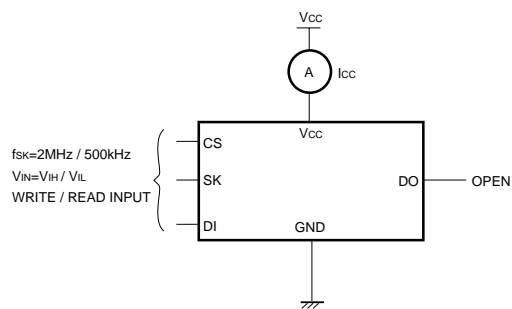 Vcc
A Icc
Vcc
CS
fSK=2MHz / 500kHz
VIN=VIH / VIL
SK
DO OPEN
WRITE / READ INPUT
DI
GND